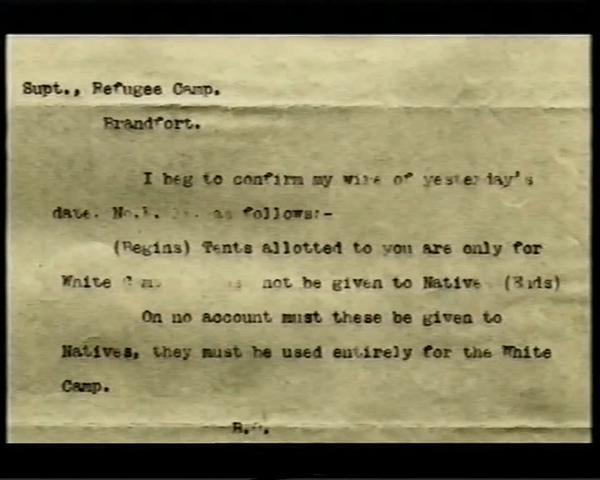 Supt., Refugee Camp.
Brandfort.
I beg to confirm my wire of yesterday's
date. as follows:-
(Begins) Tents allotted to you are only for
White not be given to Native (Ends)
On no account must these be given to
Natives, they must be used entirely for the White
Camp.